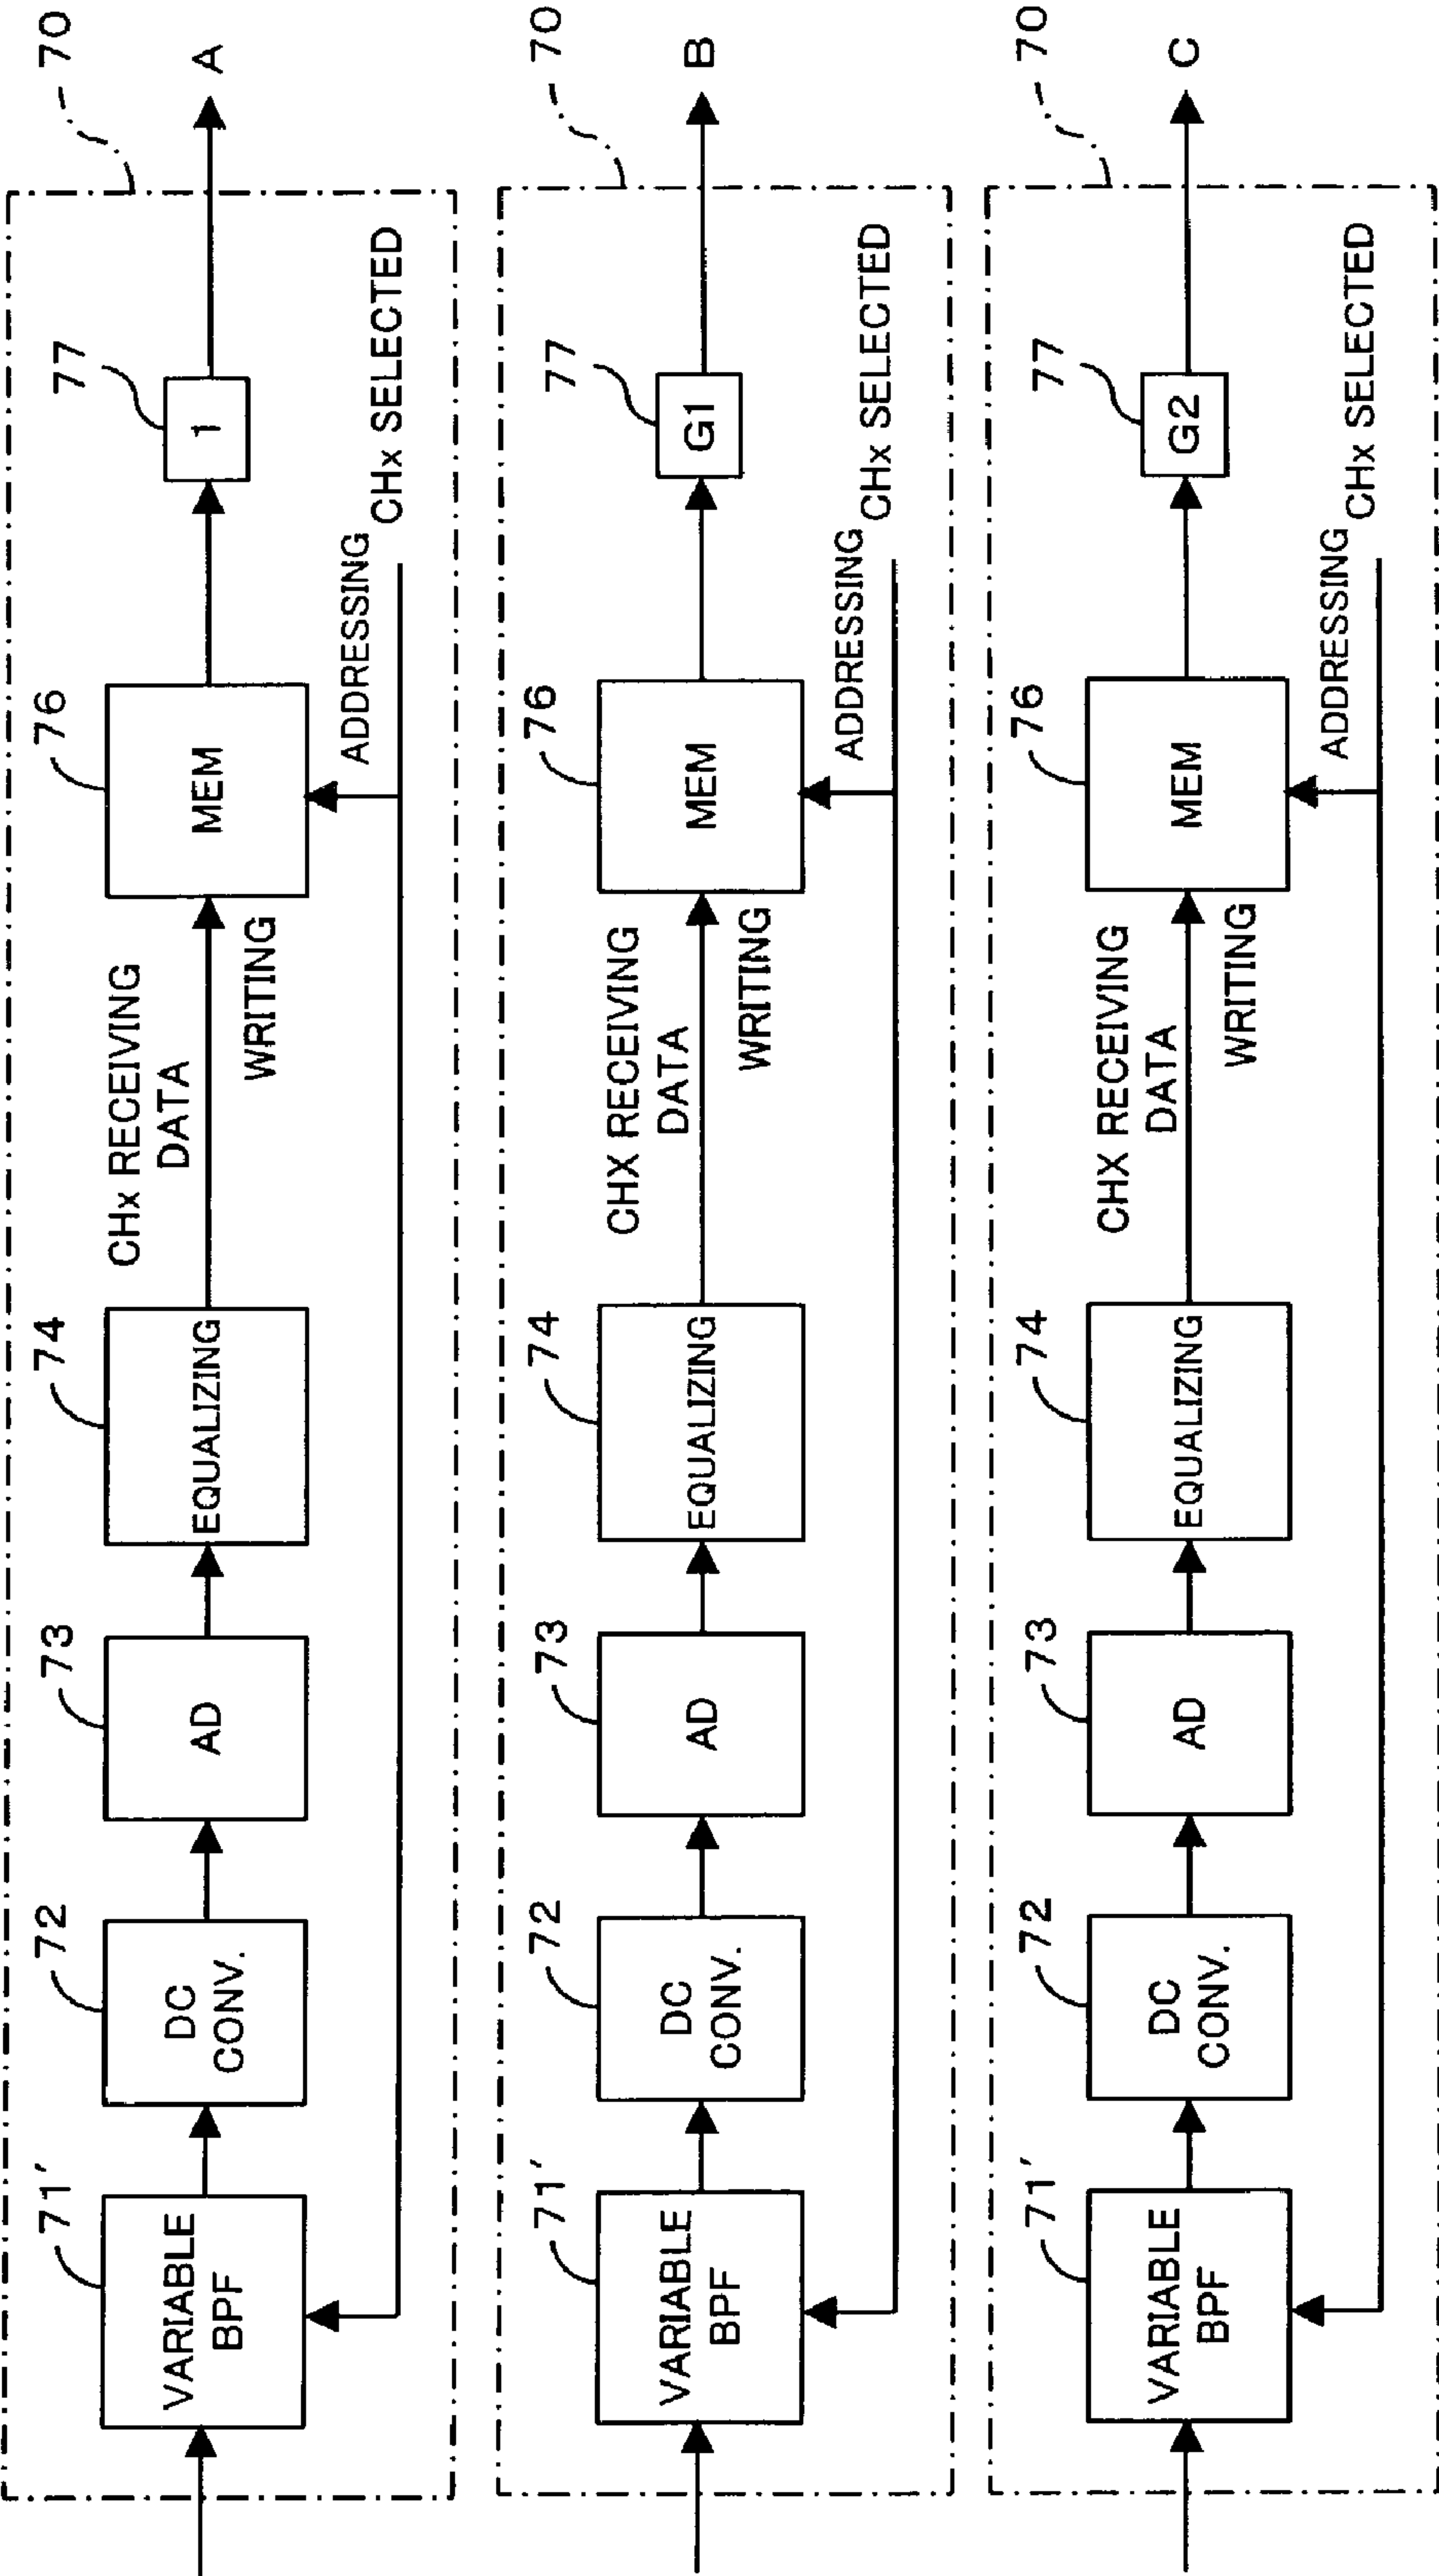 70
A
71´
VARIABLE
BPF
72
DC
CONV.
73
AD
74
EQUALIZING
CHx RECEIVING
DATA
WRITING
76
MEM
ADDRESSING
77
1
CHx SELECTED
70
B
71´
VARIABLE
BPF
72
DC
CONV.
73
AD
74
EQUALIZING
CHX RECEIVING
DATA
WRITING
76
MEM
ADDRESSING
77
G1
CHx SELECTED
70
C
71´
VARIABLE
BPF
72
DC
CONV.
73
AD
74
EQUALIZING
CHX RECEIVING
DATA
WRITING
76
MEM
ADDRESSING
77
G2
CHx SELECTED